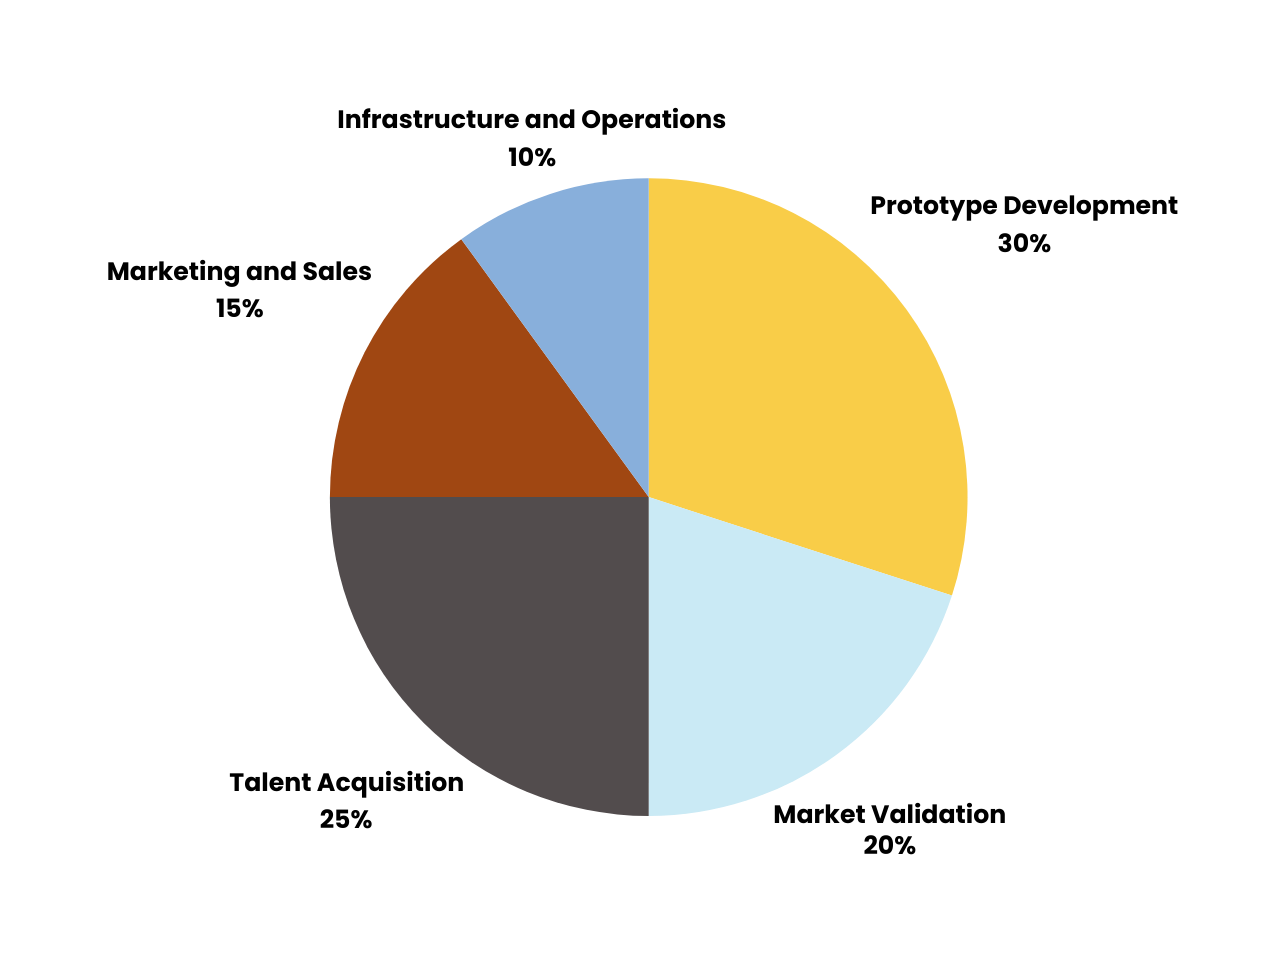 Infrastructure and Operations
10%
Prototype Development
30%
Marketing and Sales
15%
Talent Acquisition
25%
Market Validation
20%